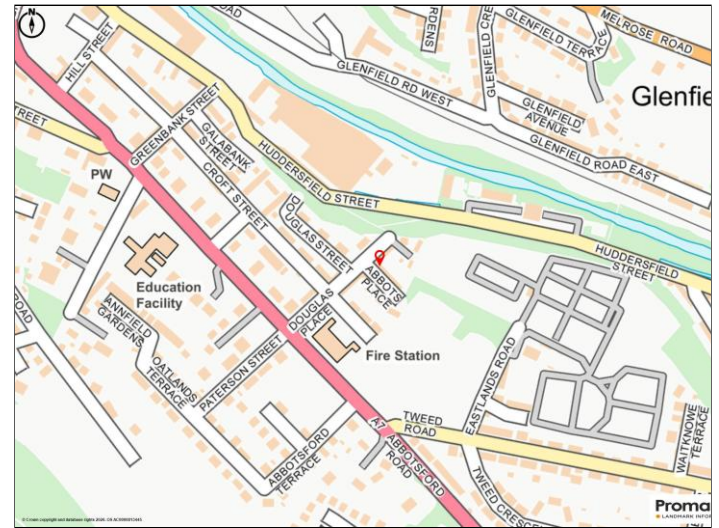 N
HILL STREET
STREET
GREENBANK STREET
GALABANK STREET
CROFT STREET
PW
Education
Facility
ROAD
ANNFIELD
GARDENS
OATLANDS
TERRACE
PATERSON STREET
DOUGLAS
PLACE
DOUGLAS STREET
ABBOTS
PLACE
Fire Station
ABBOTSFORD
TERRACE
A7 ABBOTSFORD
ROAD
TWEED
ROAD
TWEED CRESC
EASTLANDS ROAD
WAITKNOWE
TERRACE
HUDDERSFIELD
STREET
HUDDERSFIELD
STREET
GLENFIELD RD WEST
GLENFIELD CRE
GLENFIELD TERRACE
MELROSE ROAD
RDENS
Glenfie
GLENFIELD
AVENUE
GLENFIELD ROAD EAST
Proma
LANDMARK INFOR